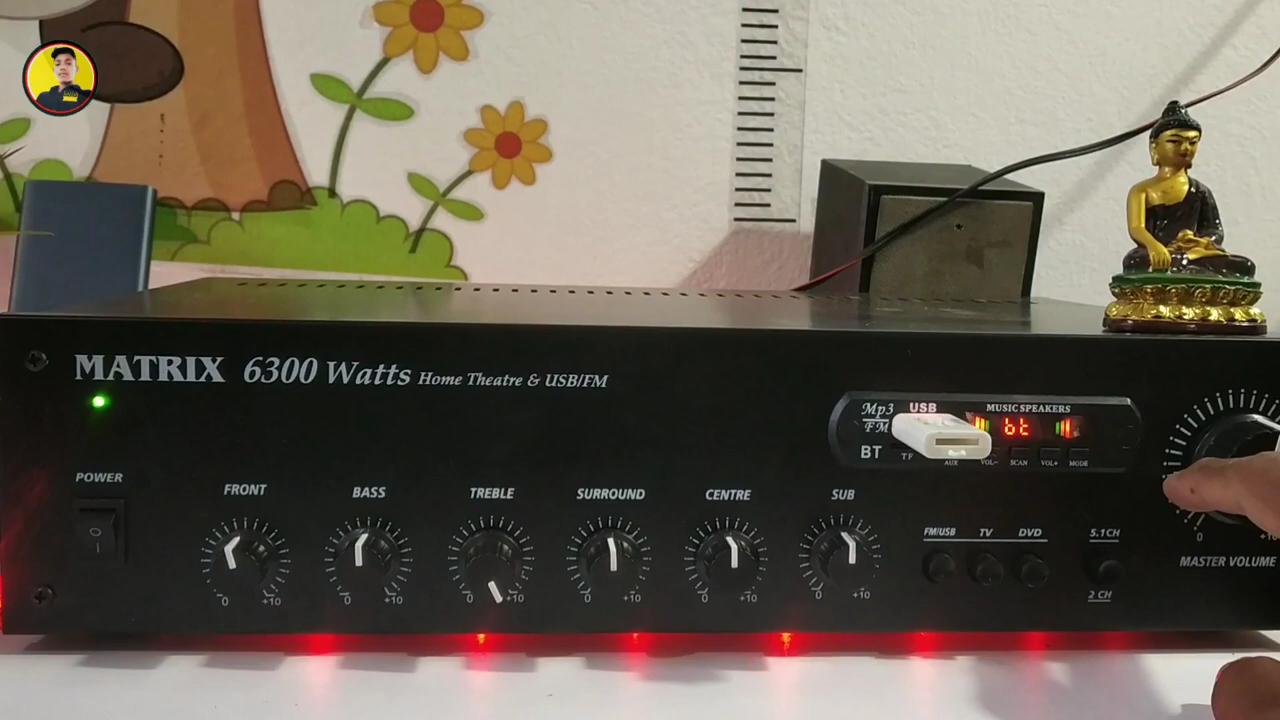 MATRIX 6300 Watts Home Theatre & USB/FM
POWER
FRONT
BASS
TREBLE
SURROUND
CENTRE
SUB
0 +10
0 +10
0 +10
0 +10
0 +10
0 +10
Mp3
FM
BT
USB
TF
AUX
MUSIC SPEAKERS
bt
VOL-
SCAN
VOL+
MODE
FM/USB
TV
DVD
5.1CH
2 CH
0
MASTER VOLUME